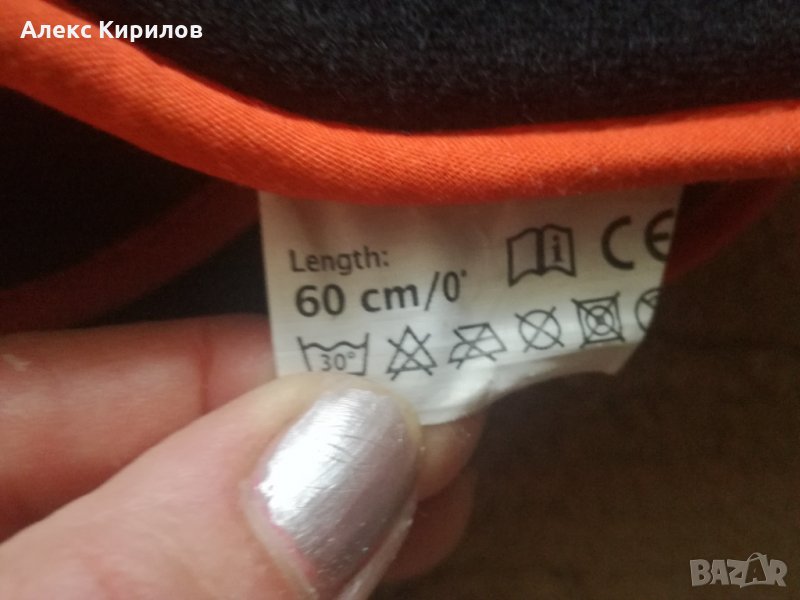 Алекс Кирилов
Length:
60 cm/0°
i CE
30°
BAZAR